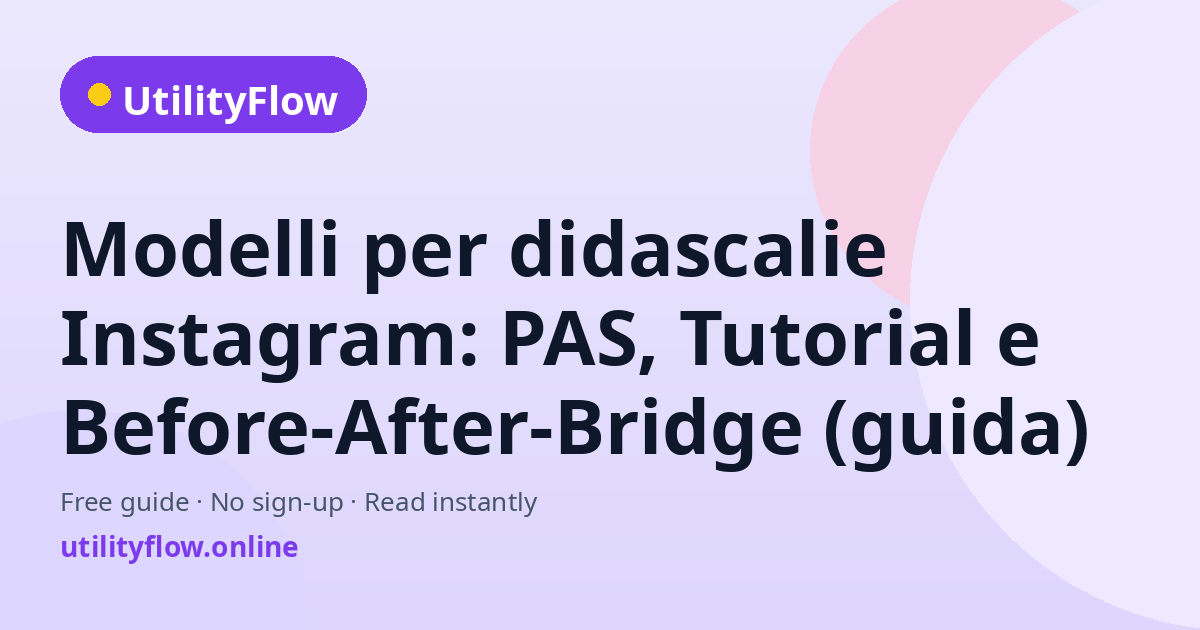 UtilityFlow
Modelli per didascalie
Instagram: PAS, Tutorial e
Before-After-Bridge (guida)
Free guide · No sign-up · Read instantly
utilityflow.online